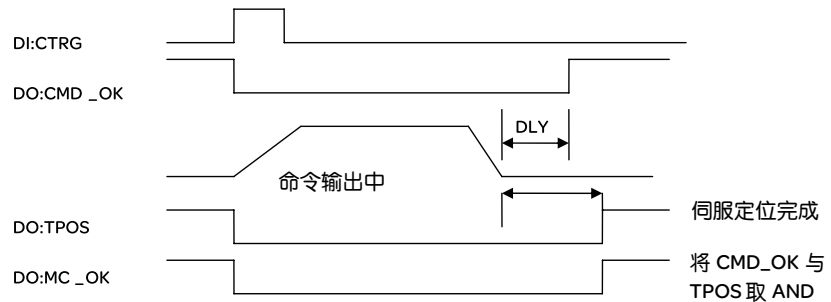 DI:CTRG
DO:CMD _OK
DLY
命令输出中
DO:TPOS
伺服定位完成
DO:MC _OK
将 CMD_OK 与
TPOS 取 AND